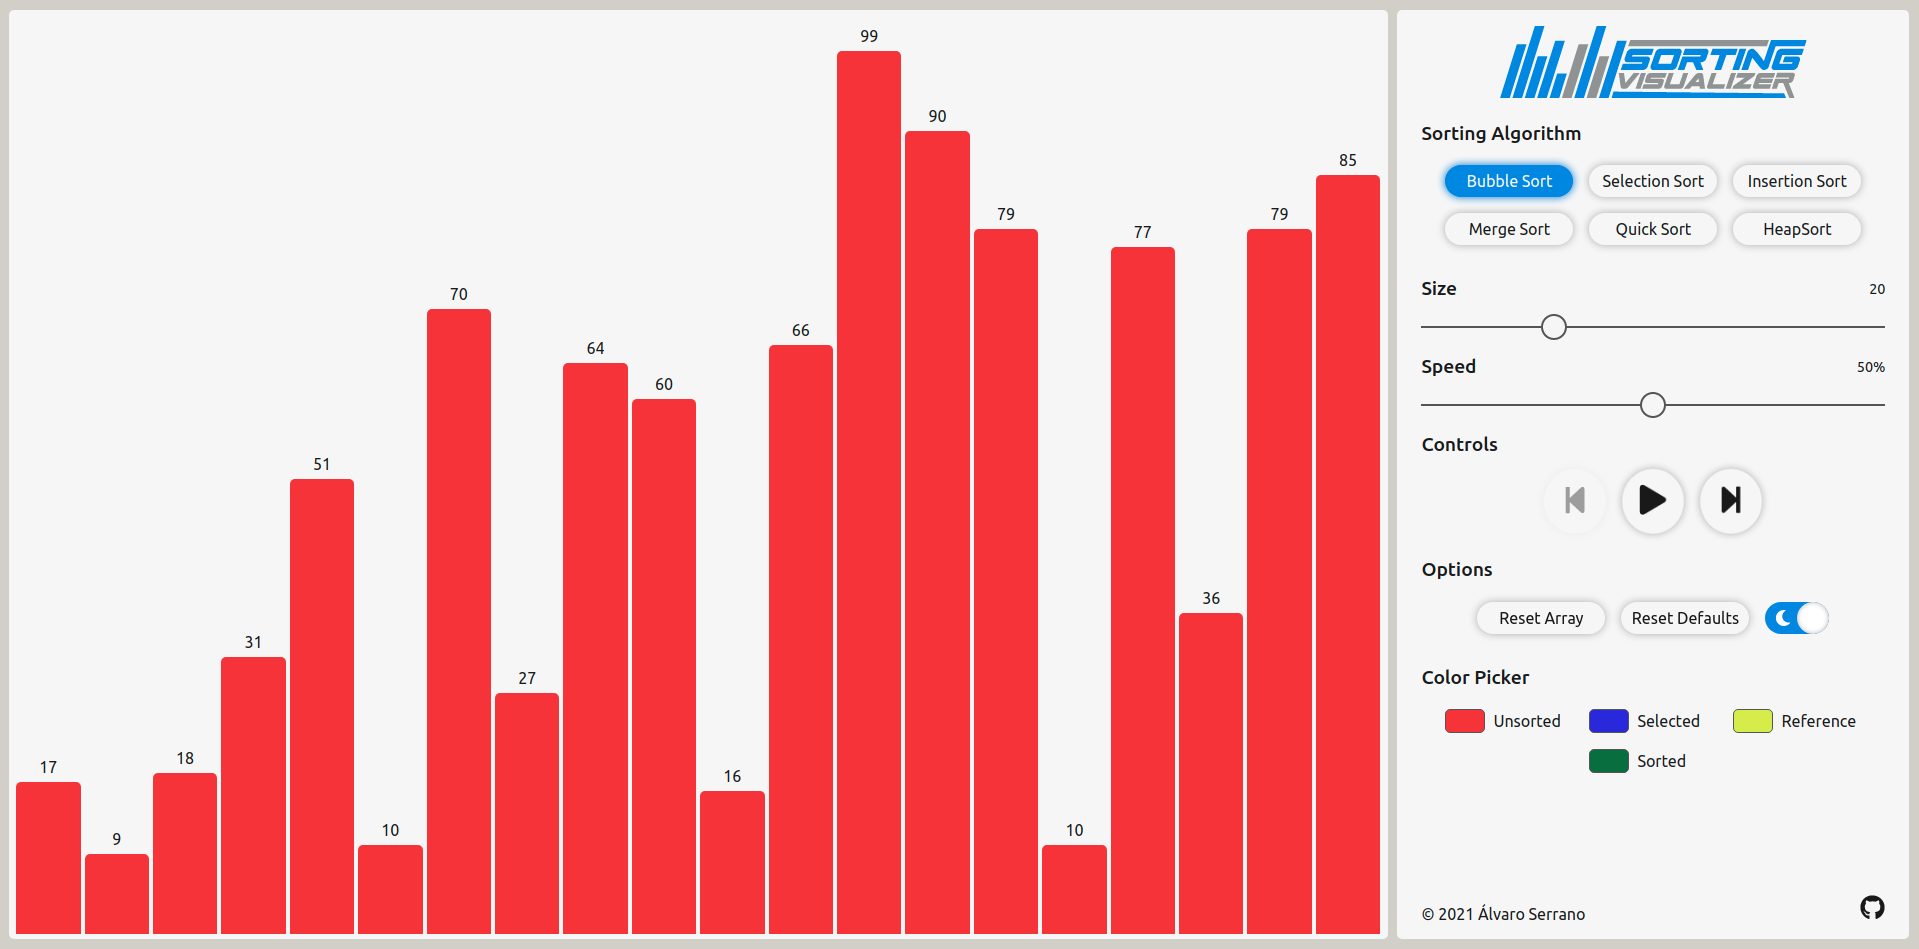 17
9
18
31
51
10
70
27
64
60
16
66
99
90
79
10
77
36
79
85
SORTING
VISUALIZER
Sorting Algorithm
Bubble Sort Selection Sort Insertion Sort
Merge Sort Quick Sort HeapSort
Size 20
Speed 50%
Controls
Options
Reset Array Reset Defaults
Color Picker
Unsorted Selected Reference
Sorted
© 2021 Álvaro Serrano